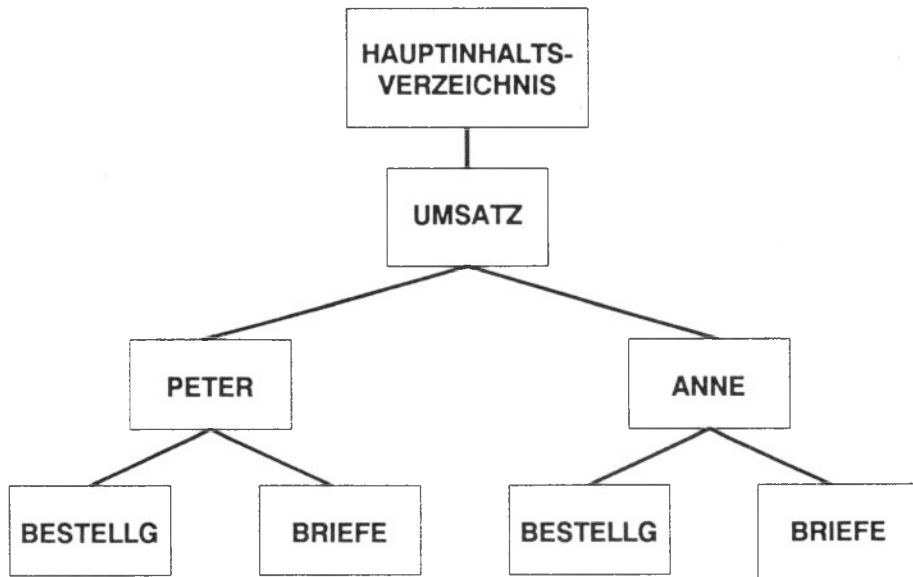 HAUPTINHALTS-
VERZEICHNIS
UMSATZ
PETER
ANNE
BESTELLG
BRIEFE
BESTELLG
BRIEFE